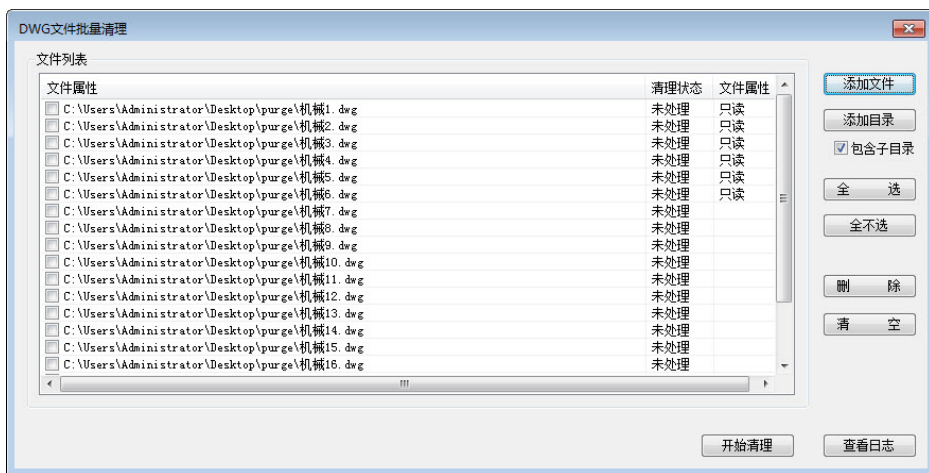 DWG文件批量清理
文件列表
文件属性 清理状态 文件属性
C:\Users\Administrator\Desktop\purge\机械1.dwg 未处理 只读
C:\Users\Administrator\Desktop\purge\机械2.dwg 未处理 只读
C:\Users\Administrator\Desktop\purge\机械3.dwg 未处理 只读
C:\Users\Administrator\Desktop\purge\机械4.dwg 未处理 只读
C:\Users\Administrator\Desktop\purge\机械5.dwg 未处理 只读
C:\Users\Administrator\Desktop\purge\机械6.dwg 未处理 只读
C:\Users\Administrator\Desktop\purge\机械7.dwg 未处理
C:\Users\Administrator\Desktop\purge\机械8.dwg 未处理
C:\Users\Administrator\Desktop\purge\机械9.dwg 未处理
C:\Users\Administrator\Desktop\purge\机械10.dwg 未处理
C:\Users\Administrator\Desktop\purge\机械11.dwg 未处理
C:\Users\Administrator\Desktop\purge\机械12.dwg 未处理
C:\Users\Administrator\Desktop\purge\机械13.dwg 未处理
C:\Users\Administrator\Desktop\purge\机械14.dwg 未处理
C:\Users\Administrator\Desktop\purge\机械15.dwg 未处理
C:\Users\Administrator\Desktop\purge\机械16.dwg 未处理
添加文件
添加目录
包含子目录
全 选
全不选
删 除
清 空
开始清理 查看日志